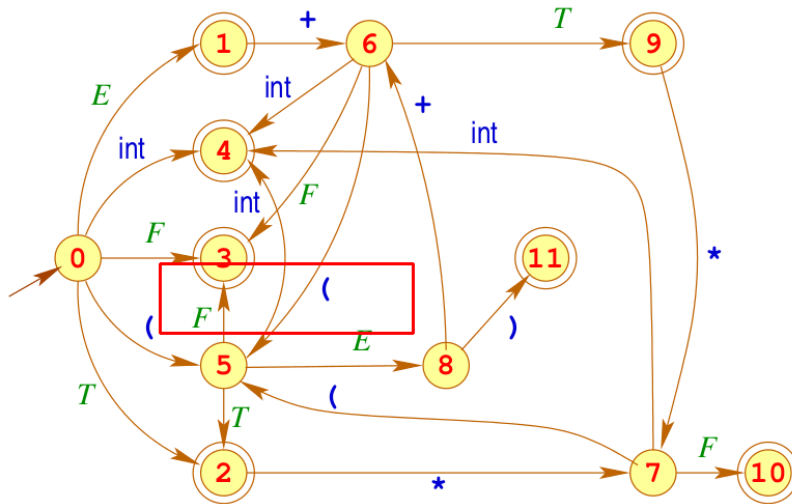 1 + 6 T 9
E int +
int 4 int
int F
0 F 3 11 *
( F ( )
5 E 8
T ( T
2 * 7 F 10